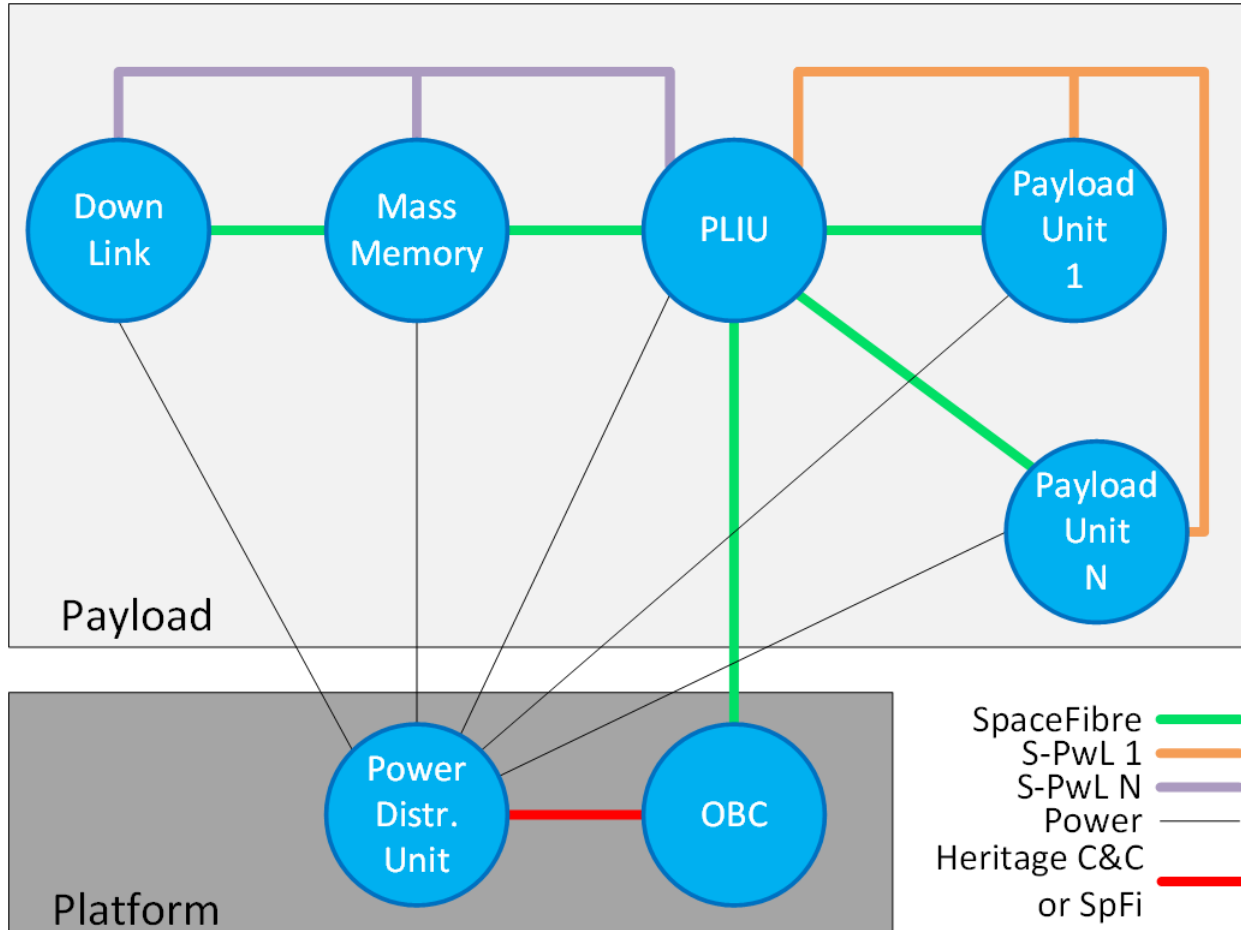 Down
Link
Mass
Memory
PLIU
Payload
Unit
1
Payload
Unit
N
Payload
Power
Distr.
Unit
OBC
Platform
SpaceFibre
S-PwL 1
S-PwL N
Power
Heritage C&C
or SpFi